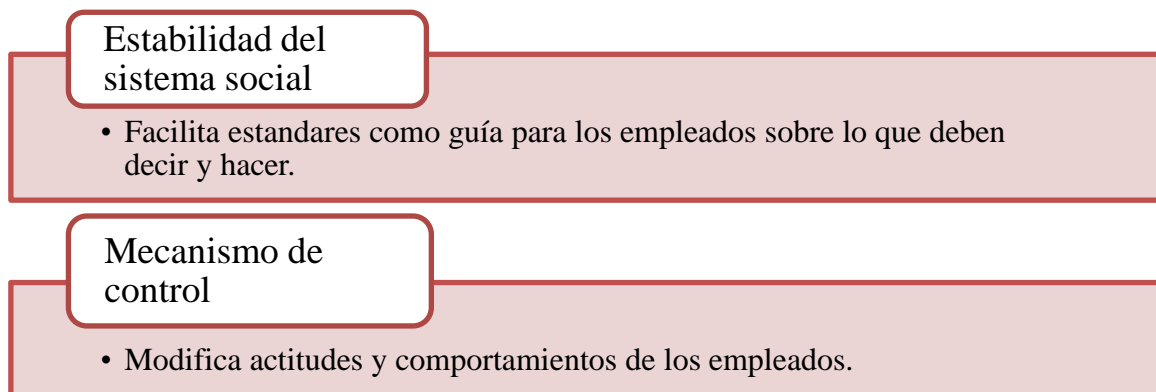 Estabilidad del
sistema social
• Facilita estandares como guía para los empleados sobre lo que deben
decir y hacer.
Mecanismo de
control
• Modifica actitudes y comportamientos de los empleados.